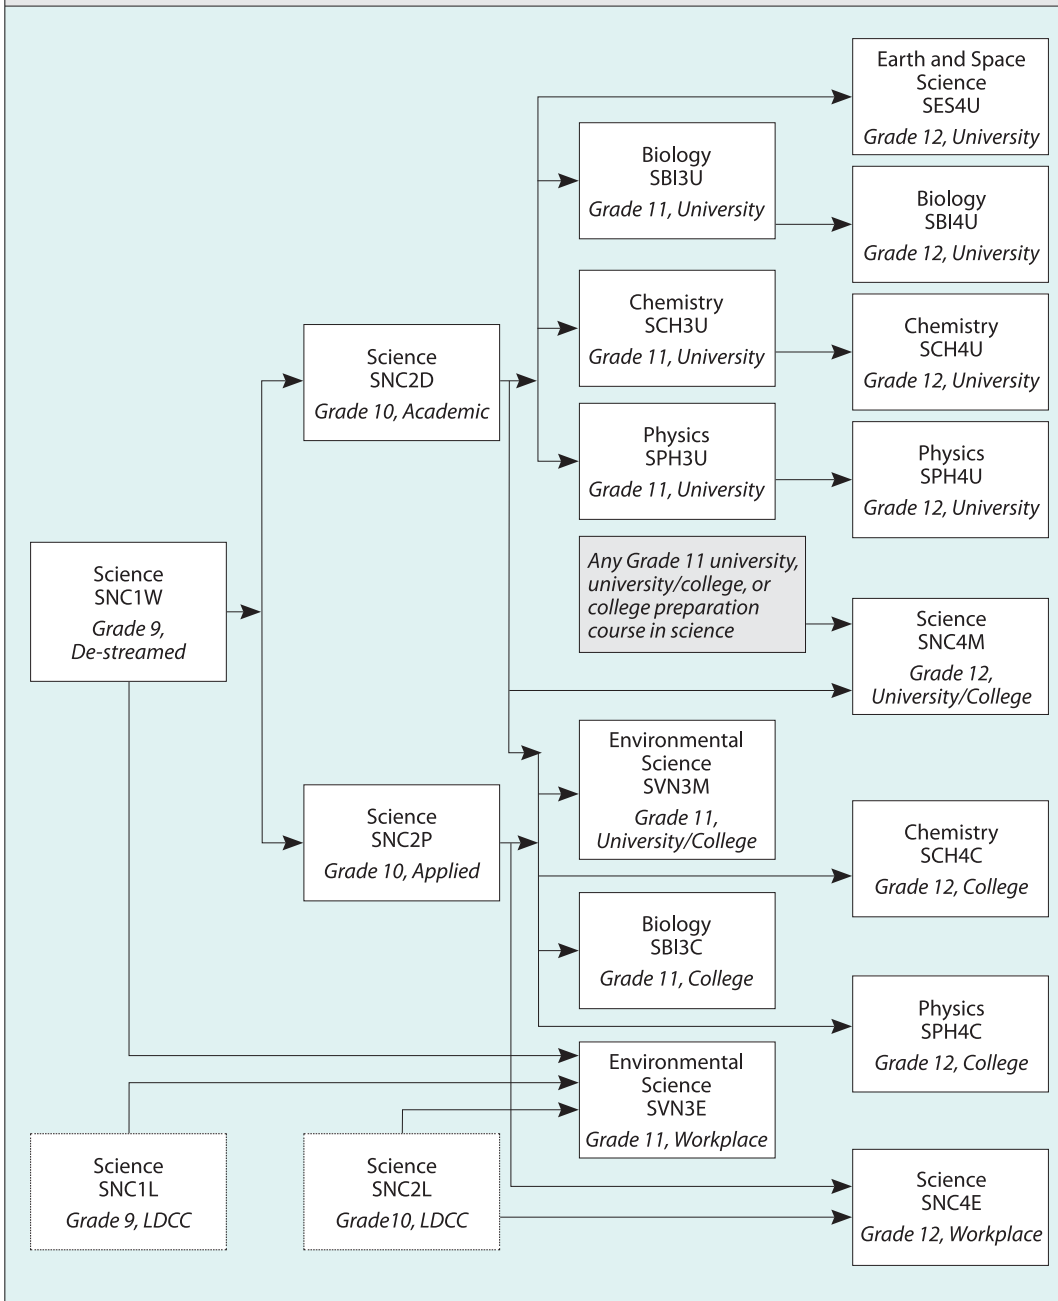 Earth and Space
Science
SES4U
Grade 12, University
Biology
SBI3U
Grade 11, University
Biology
SBI4U
Grade 12, University
Chemistry
SCH3U
Grade 11, University
Chemistry
SCH4U
Grade 12, University
Science
SNC2D
Grade 10, Academic
Physics
SPH3U
Grade 11, University
Physics
SPH4U
Grade 12, University
Science
SNC1W
Grade 9,
De-streamed
Any Grade 11 university,
university/college, or
college preparation
course in science
Science
SNC4M
Grade 12,
University/College
Environmental
Science
SVN3M
Grade 11,
University/College
Science
SNC2P
Grade 10, Applied
Chemistry
SCH4C
Grade 12, College
Biology
SBI3C
Grade 11, College
Physics
SPH4C
Grade 12, College
Environmental
Science
SVN3E
Grade 11, Workplace
Science
SNC1L
Grade 9, LDCC
Science
SNC2L
Grade10, LDCC
Science
SNC4E
Grade 12, Workplace